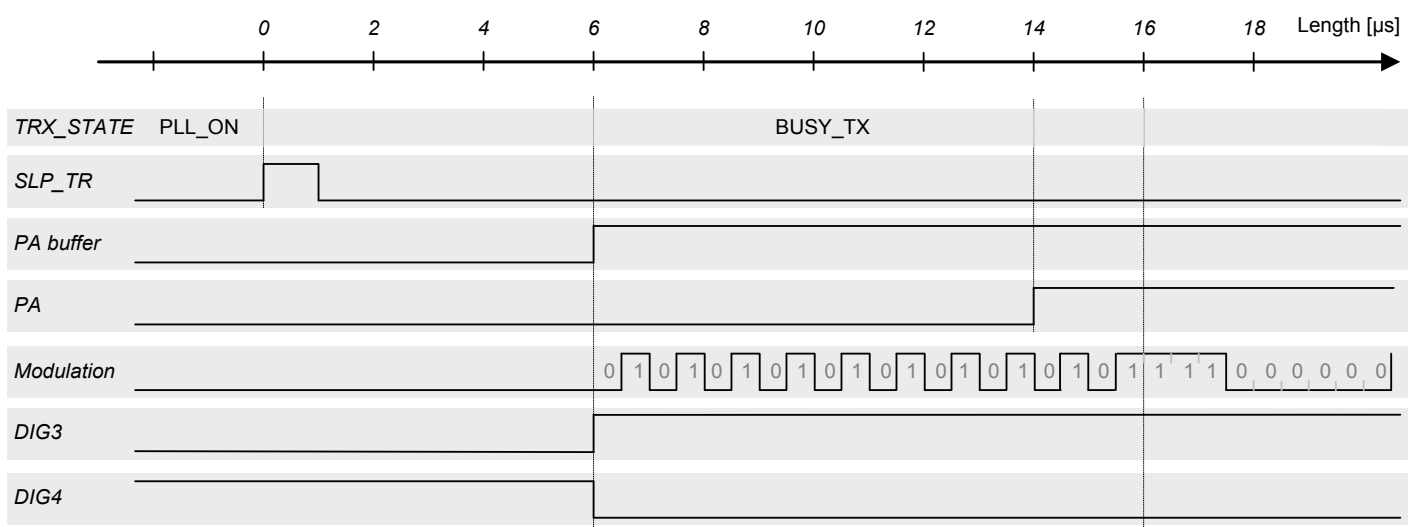 0 2 4 6 8 10 12 14 16 18 Length [µs]
TRX_STATE PLL_ON BUSY_TX
SLP_TR
PA buffer
PA
Modulation 0 1 0 1 0 1 0 1 0 1 0 1 0 1 0 1 0 1 0 1 1 1 1 0 0 0 0 0 0
DIG3
DIG4